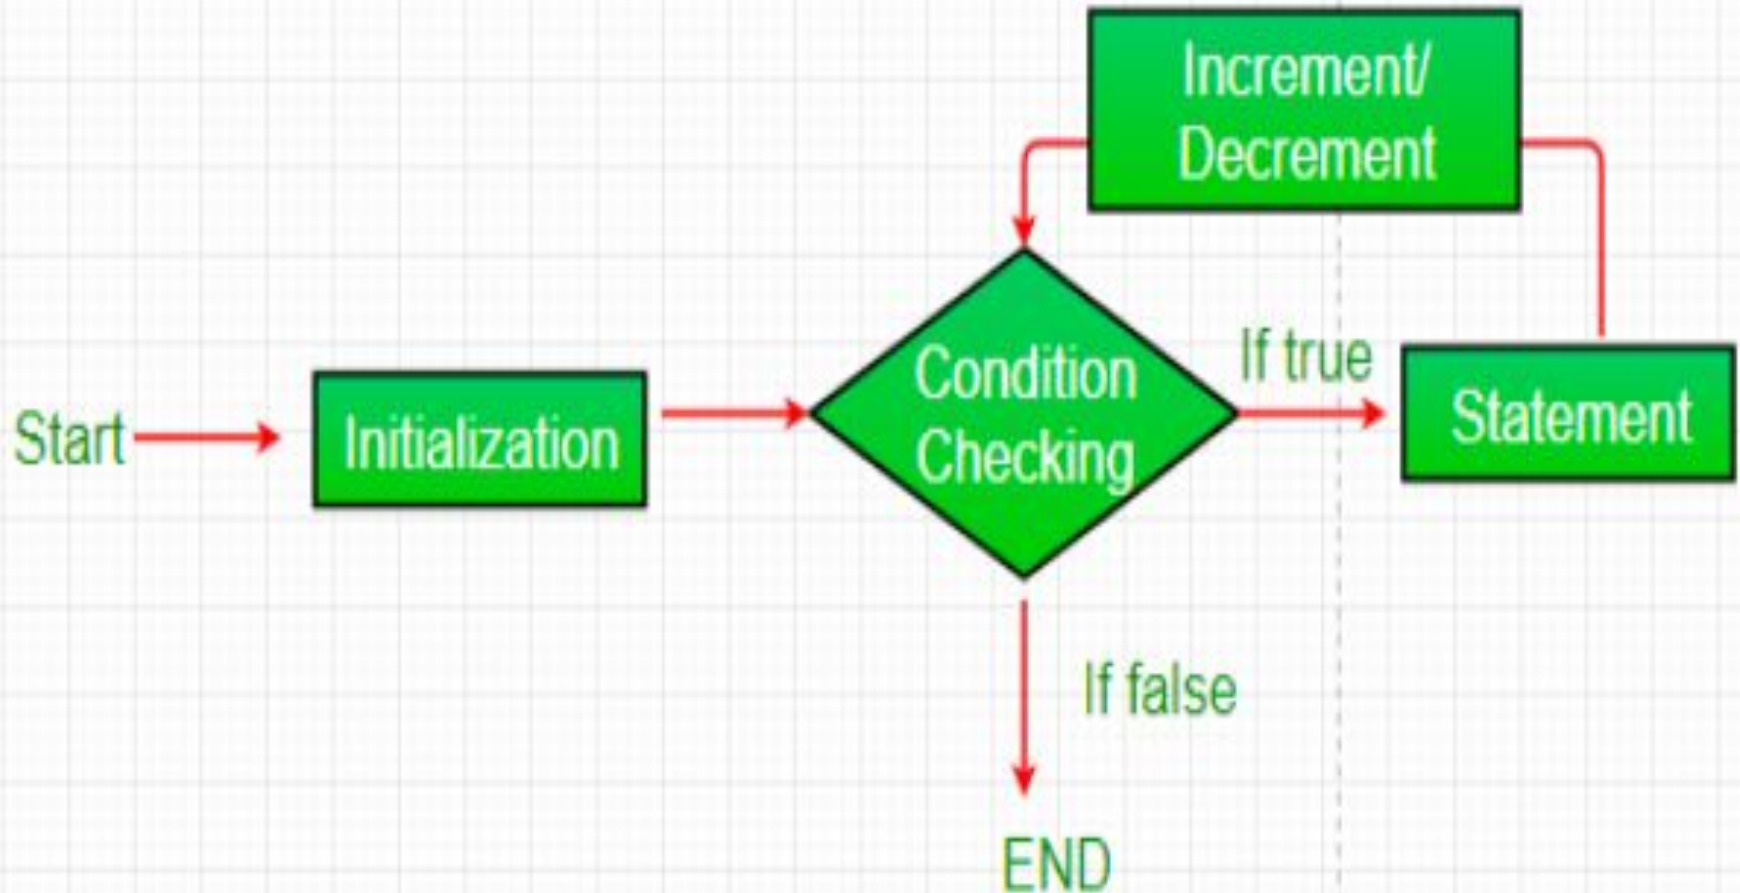 Increment/
Decrement
If true
Condition
Checking
Statement
Start
Initialization
If false
END